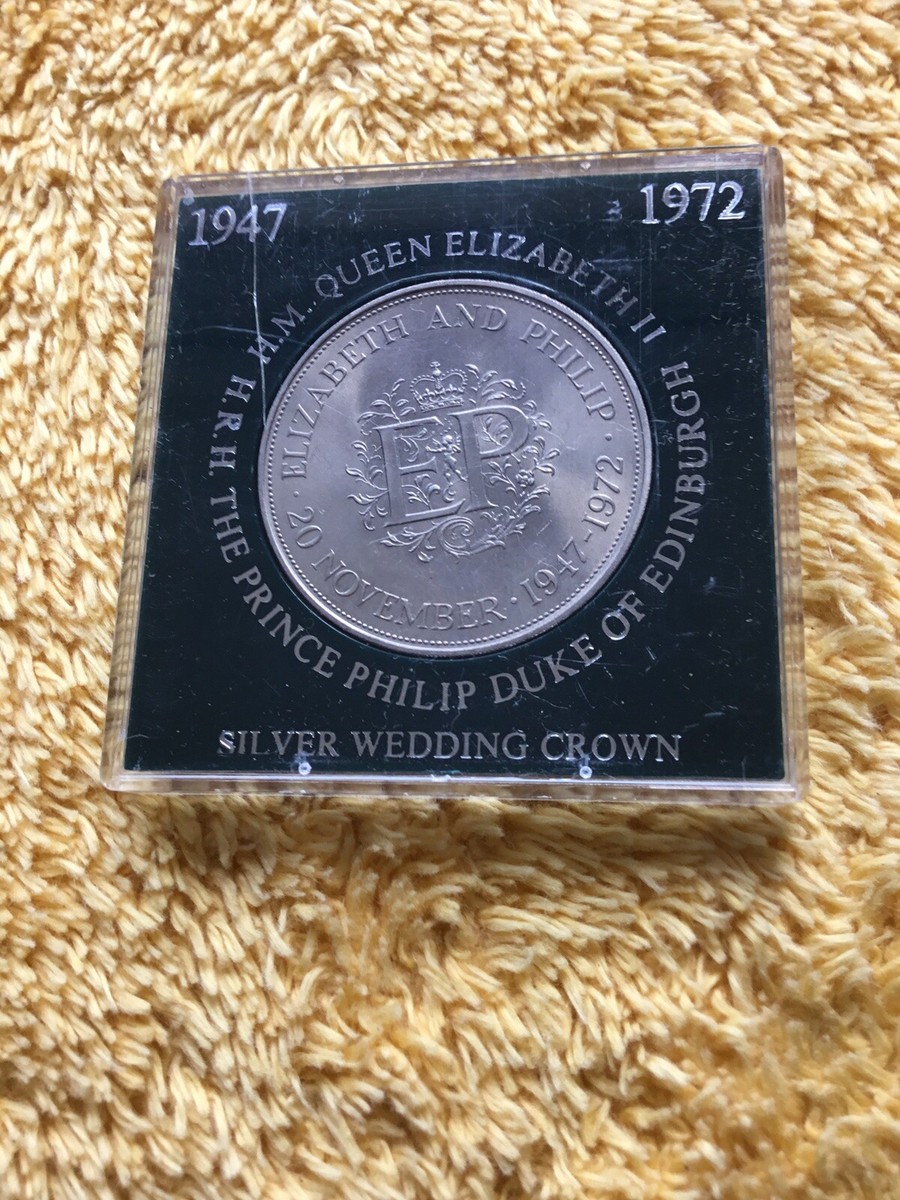 1947
1972
H.M. QUEEN ELIZABETH II
H.R.H. THE PRINCE PHILIP DUKE OF EDINBURGH
· ELIZABETH AND PHILIP ·
EP
20 NOVEMBER · 1947-1972
SILVER WEDDING CROWN